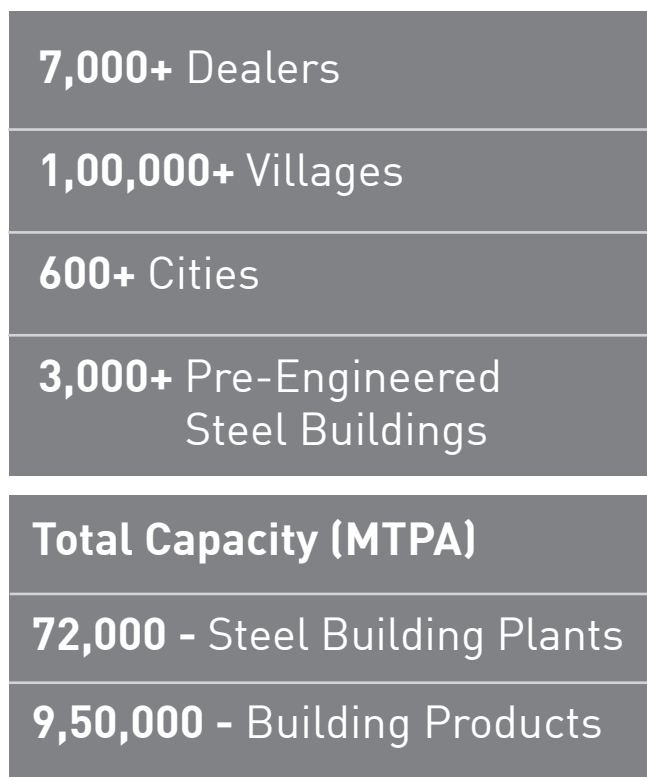 7,000+ Dealers
1,00,000+ Villages
600+ Cities
3,000+ Pre-Engineered
Steel Buildings
Total Capacity (MTPA)
72,000 - Steel Building Plants
9,50,000 - Building Products